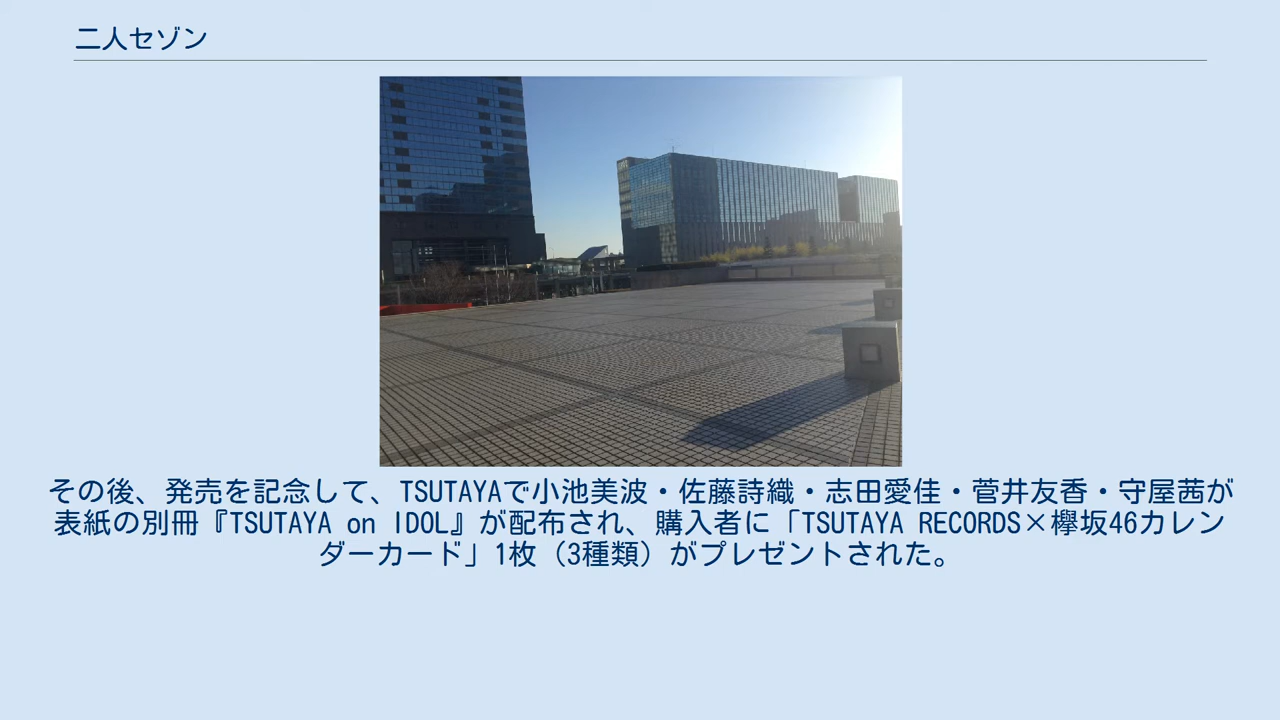 二人セゾン
その後、発売を記念して、TSUTAYAで小池美波・佐藤詩織・志田愛佳・菅井友香・守屋茜が
表紙の別冊『TSUTAYA on IDOL』が配布され、購入者に「TSUTAYA RECORDS×欅坂46カレン
ダーカード」1枚（3種類）がプレゼントされた。